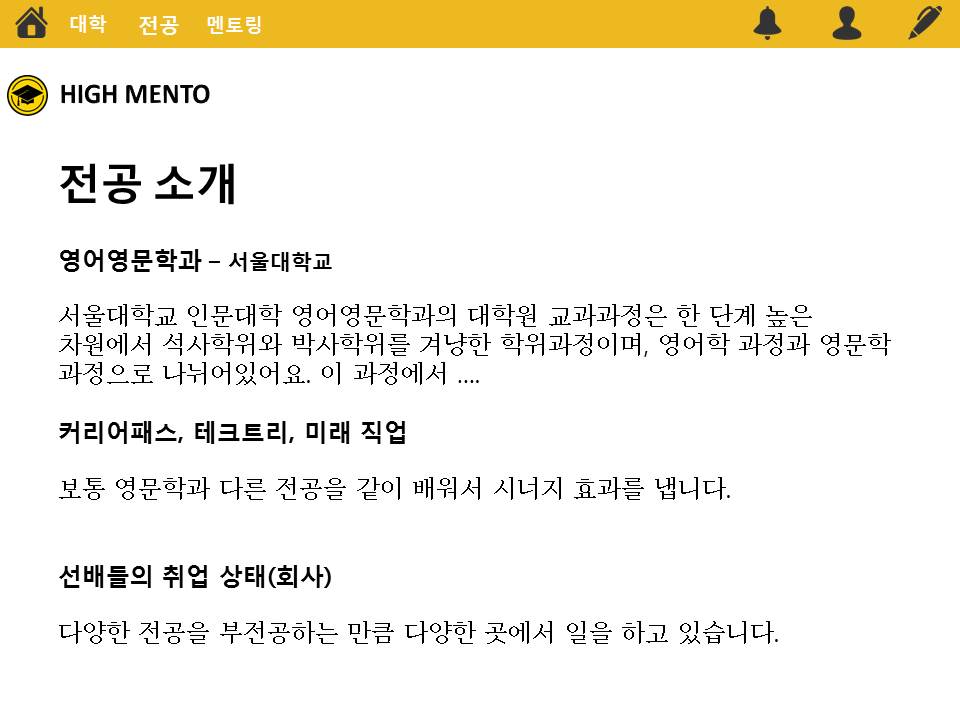 대학 전공 멘토링
HIGH MENTO
전공 소개
영어영문학과 – 서울대학교
서울대학교 인문대학 영어영문학과의 대학원 교과과정은 한 단계 높은
차원에서 석사학위와 박사학위를 겨냥한 학위과정이며, 영어학 과정과 영문학
과정으로 나뉘어있어요. 이 과정에서 ....
커리어패스, 테크트리, 미래 직업
보통 영문학과 다른 전공을 같이 배워서 시너지 효과를 냅니다.
선배들의 취업 상태(회사)
다양한 전공을 부전공하는 만큼 다양한 곳에서 일을 하고 있습니다.